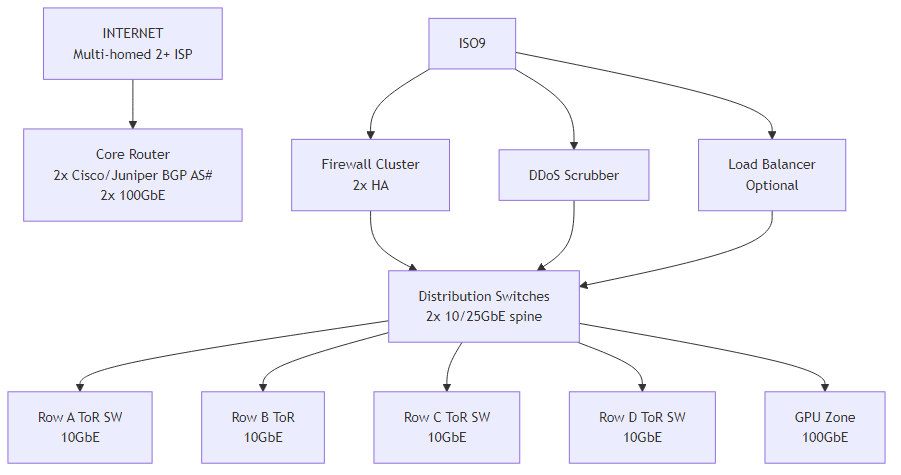 INTERNET
Multi-homed 2+ ISP
ISO9
Core Router
2x Cisco/Juniper BGP AS#
2x 100GbE
Firewall Cluster
2x HA
DDoS Scrubber
Load Balancer
Optional
Distribution Switches
2x 10/25GbE spine
Row A ToR SW
10GbE
Row B ToR
10GbE
Row C ToR SW
10GbE
Row D ToR SW
10GbE
GPU Zone
100GbE